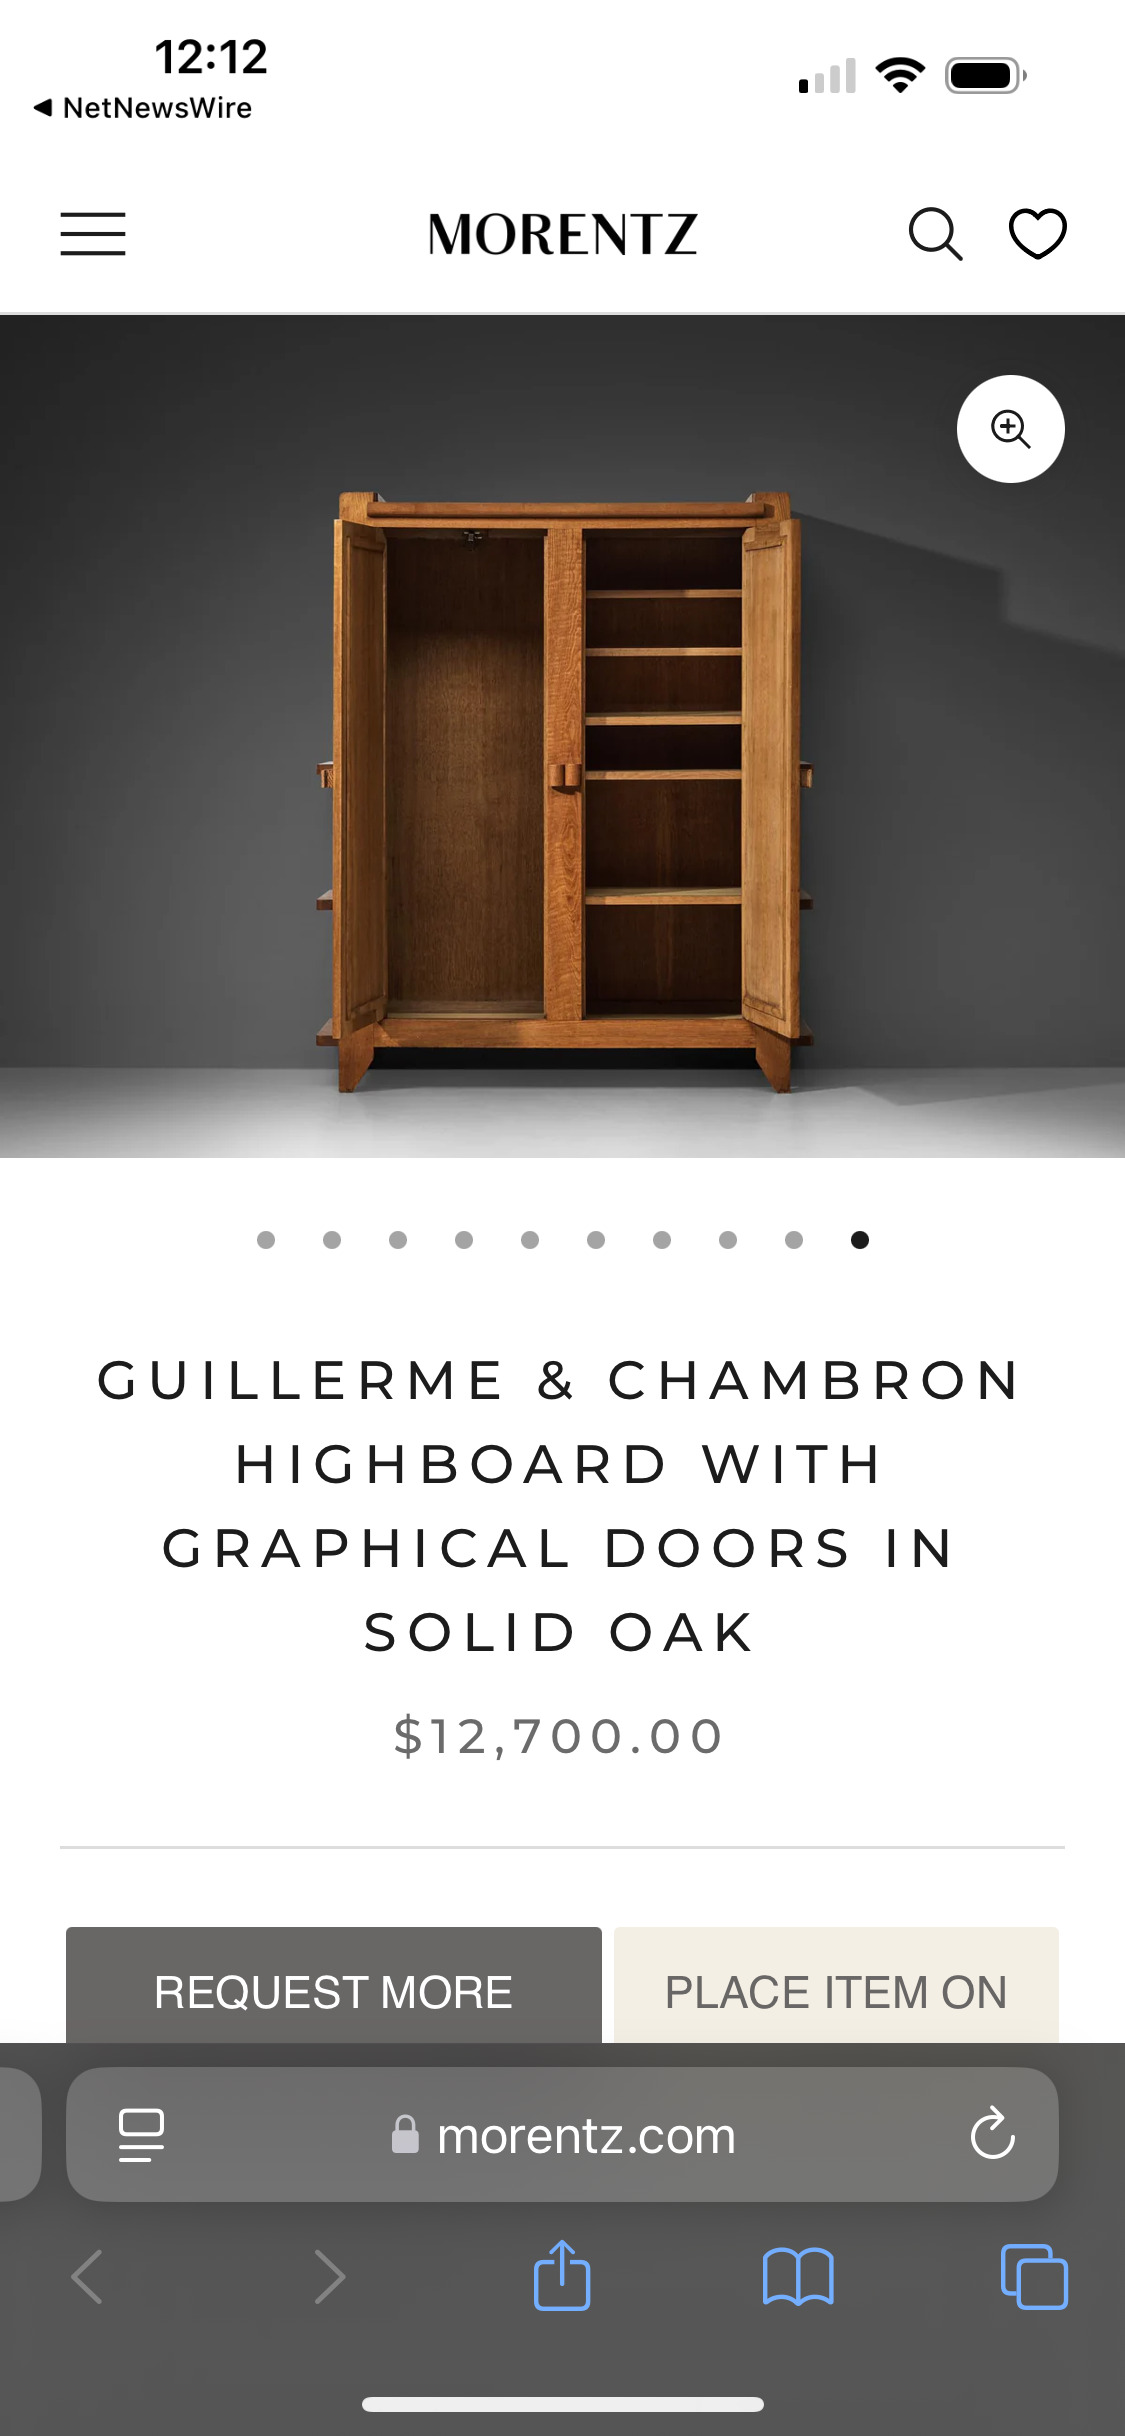 12:12
NetNewsWire
MORENTZ
GUILLERME & CHAMBRON
HIGHBOARD WITH
GRAPHICAL DOORS IN
SOLID OAK
$12,700.00
REQUEST MORE
PLACE ITEM ON
morentz.com